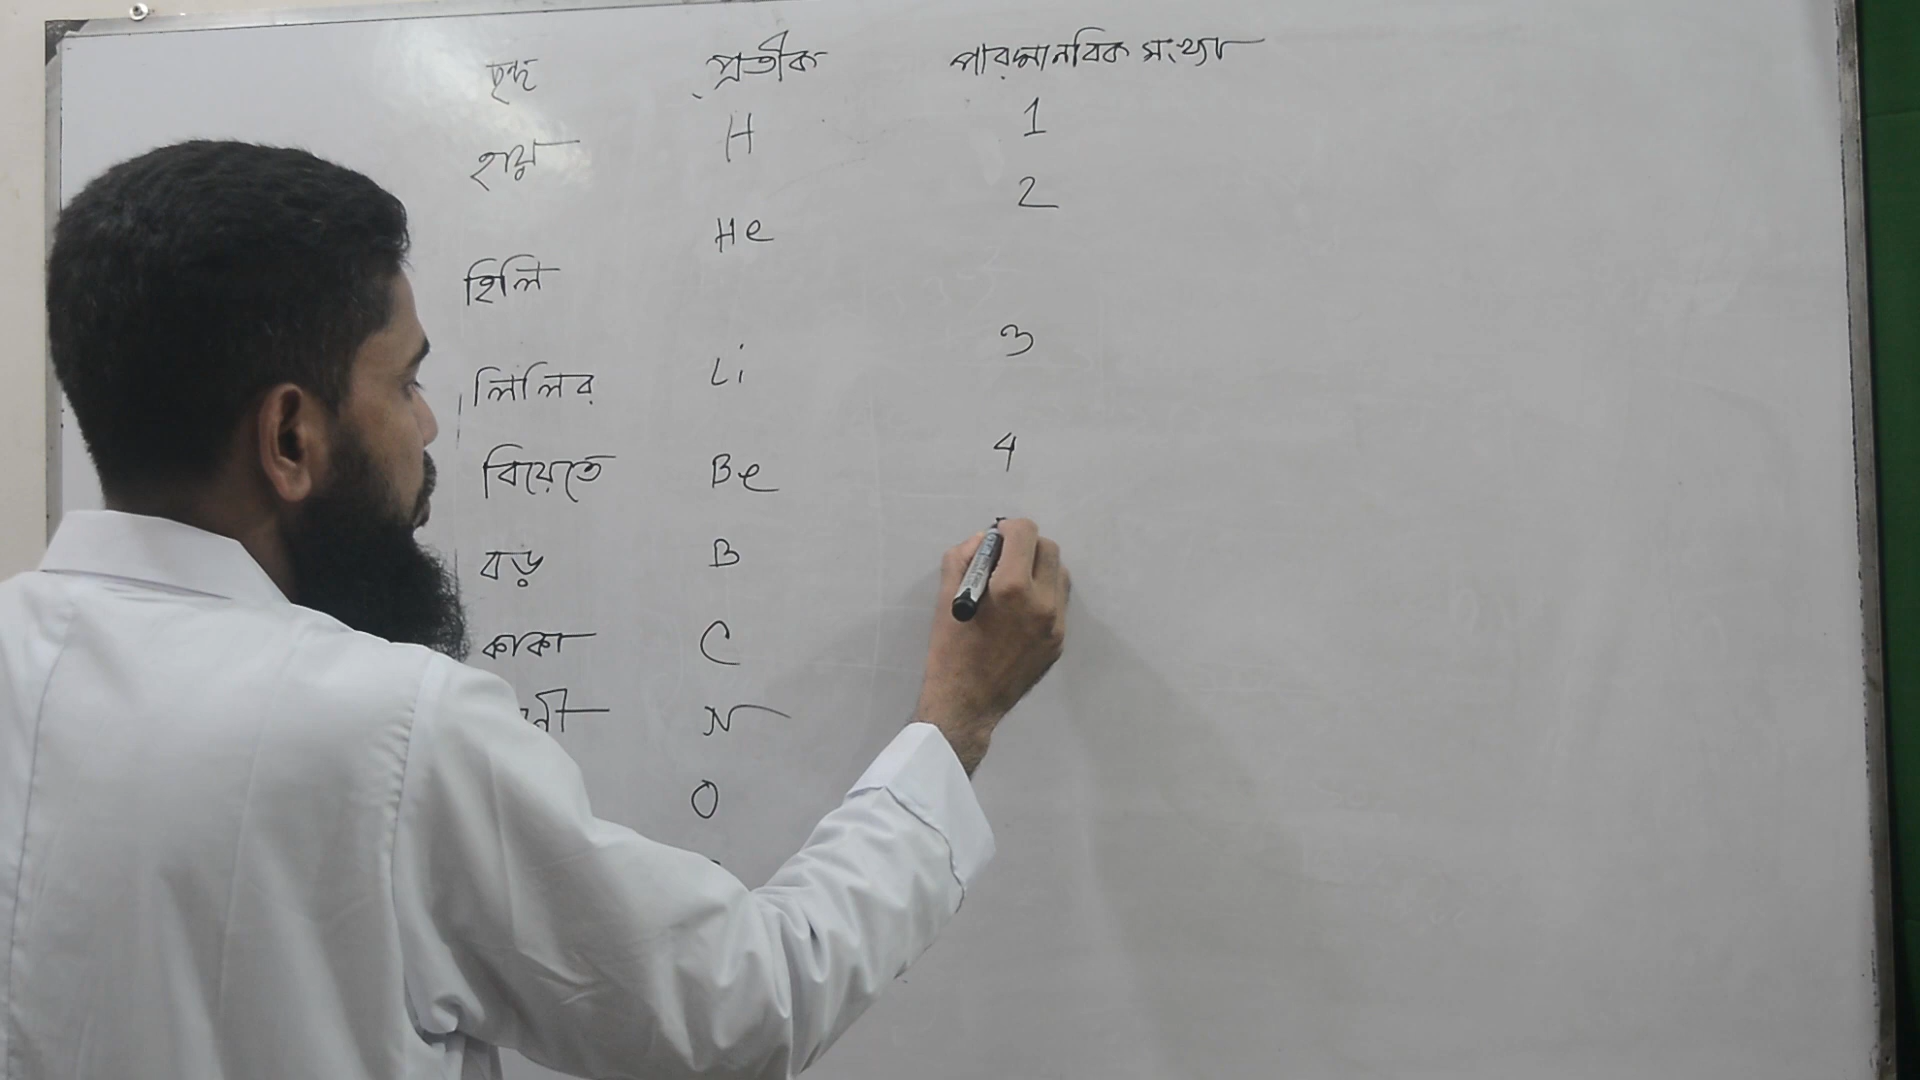 ছন্দ প্রতীক পারমানবিক সংখ্যা
হায় H 1
হিলি He 2
লিলির Li 3
বিয়েতে Be 4
বড় B
কাকা C
N
O